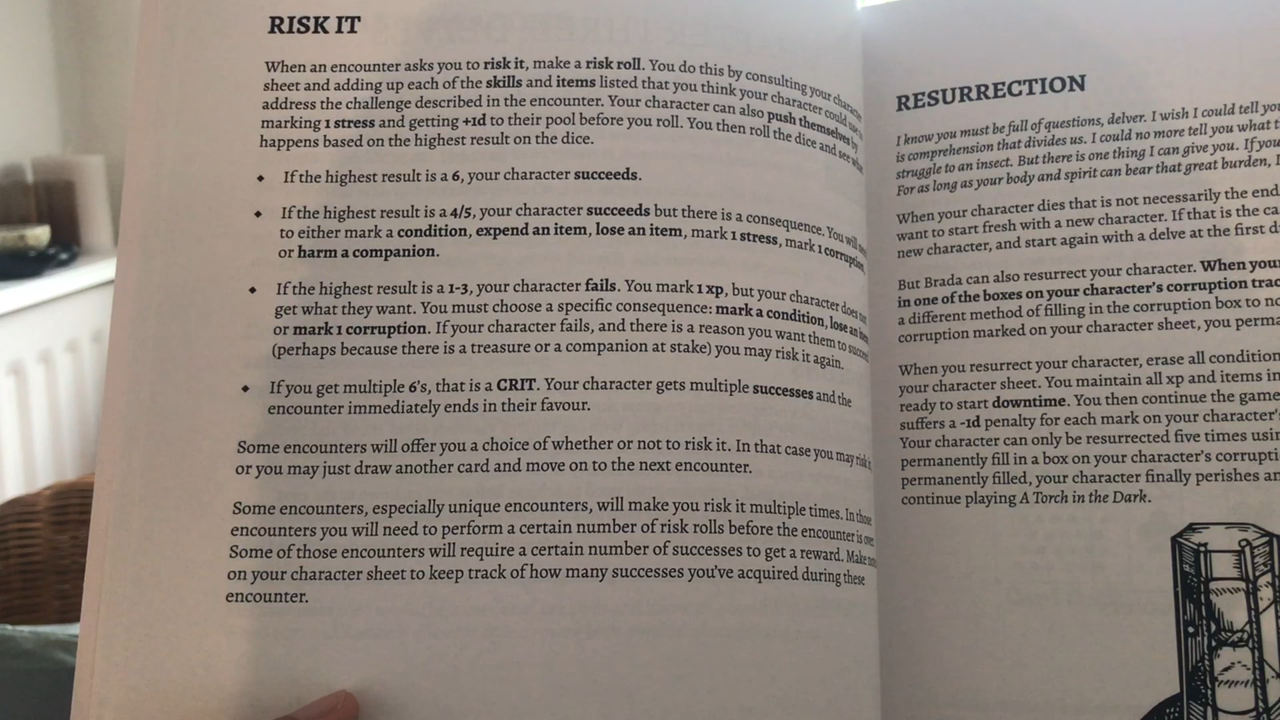 RISK IT
When an encounter asks you to risk it, make a risk roll. You do this by consulting your character
sheet and adding up each of the skills and items listed that you think your character could use to
address the challenge described in the encounter. Your character can also push themselves by
marking 1 stress and getting +1d to their pool before you roll. You then roll the dice and see what
happens based on the highest result on the dice.
◆ If the highest result is a 6, your character succeeds.
◆ If the highest result is a 4/5, your character succeeds but there is a consequence. You will
to either mark a condition, expend an item, lose an item, mark 1 stress, mark 1 corruption,
or harm a companion.
◆ If the highest result is a 1-3, your character fails. You mark 1 xp, but your character does not
get what they want. You must choose a specific consequence: mark a condition, lose an item
or mark 1 corruption. If your character fails, and there is a reason you want them to succeed
(perhaps because there is a treasure or a companion at stake) you may risk it again.
◆ If you get multiple 6's, that is a CRIT. Your character gets multiple successes and the
encounter immediately ends in their favour.
Some encounters will offer you a choice of whether or not to risk it. In that case you may risk it,
or you may just draw another card and move on to the next encounter.
Some encounters, especially unique encounters, will make you risk it multiple times. In those
encounters you will need to perform a certain number of risk rolls before the encounter is over.
Some of those encounters will require a certain number of successes to get a reward. Make
on your character sheet to keep track of how many successes you've acquired during these
encounter.
RESURRECTION
I know you must be full of questions, delver. I wish I could tell yo
is comprehension that divides us. I could no more tell you what t
struggle to an insect. But there is one thing I can give you. If you
For as long as your body and spirit can bear that great burden, I
When your character dies that is not necessarily the end
want to start fresh with a new character. If that is the ca
new character, and start again with a delve at the first d
But Brada can also resurrect your character. When your
in one of the boxes on your character's corruption trac
a different method of filling in the corruption box to no
corruption marked on your character sheet, you perma
When you resurrect your character, erase all condition
your character sheet. You maintain all xp and items in
ready to start downtime. You then continue the game
suffers a -1d penalty for each mark on your character's
Your character can only be resurrected five times usin
permanently fill in a box on your character's corrupti
permanently filled, your character finally perishes an
continue playing A Torch in the Dark.